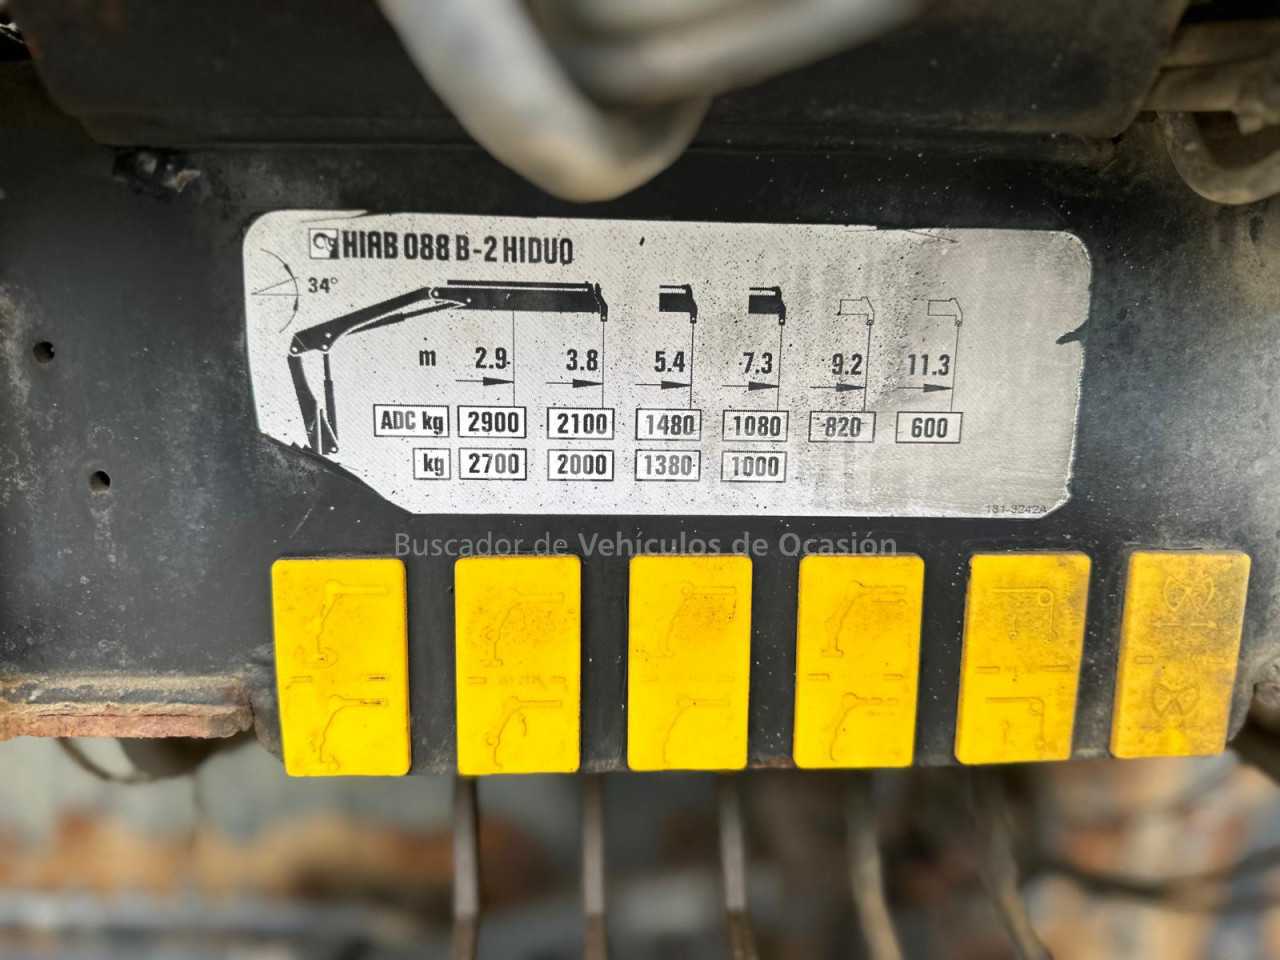 HIAB 088 B-2 HIDUO
34°
m 2.9 3.8 5.4 7.3 9.2 11.3
ADC kg 2900 2100 1480 1080 820 600
kg 2700 2000 1380 1000
131-3242A
Buscador de Vehículos de Ocasión